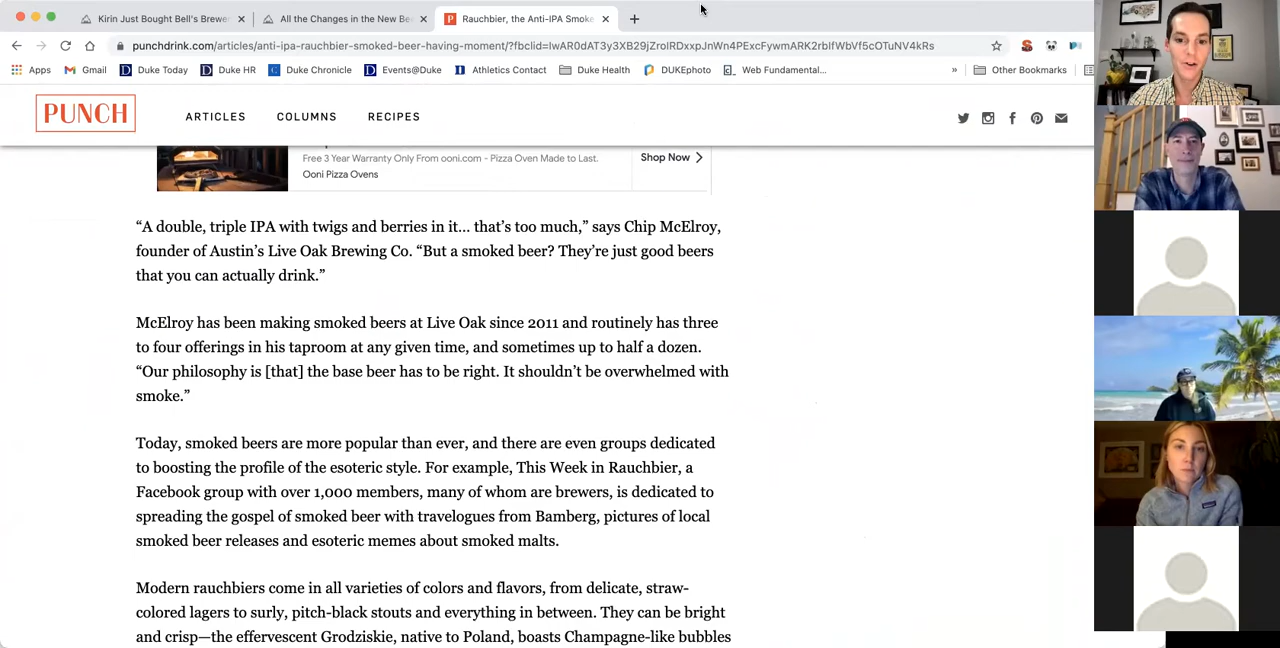 Kirin Just Bought Bell's Brewer
All the Changes in the New Be
Rauchbier, the Anti-IPA Smoke
punchdrink.com/articles/anti-ipa-rauchbier-smoked-beer-having-moment/?fbclid=IwAR0dAT3y3XB29jZrolRDxxpJnWn4PExcFywmARK2rbIfWbVf5cOTuNV4kRs
Apps Gmail Duke Today Duke HR Duke Chronicle Events@Duke Athletics Contact Duke Health DUKEphoto Web Fundamental... » Other Bookmarks
PUNCH ARTICLES COLUMNS RECIPES
Free 3 Year Warranty Only From ooni.com - Pizza Oven Made to Last.
Ooni Pizza Ovens
Shop Now
“A double, triple IPA with twigs and berries in it... that’s too much,” says Chip McElroy,
founder of Austin’s Live Oak Brewing Co. “But a smoked beer? They’re just good beers
that you can actually drink.”
McElroy has been making smoked beers at Live Oak since 2011 and routinely has three
to four offerings in his taproom at any given time, and sometimes up to half a dozen.
“Our philosophy is [that] the base beer has to be right. It shouldn’t be overwhelmed with
smoke.”
Today, smoked beers are more popular than ever, and there are even groups dedicated
to boosting the profile of the esoteric style. For example, This Week in Rauchbier, a
Facebook group with over 1,000 members, many of whom are brewers, is dedicated to
spreading the gospel of smoked beer with travelogues from Bamberg, pictures of local
smoked beer releases and esoteric memes about smoked malts.
Modern rauchbiers come in all varieties of colors and flavors, from delicate, straw-
colored lagers to surly, pitch-black stouts and everything in between. They can be bright
and crisp—the effervescent Grodziskie, native to Poland, boasts Champagne-like bubbles